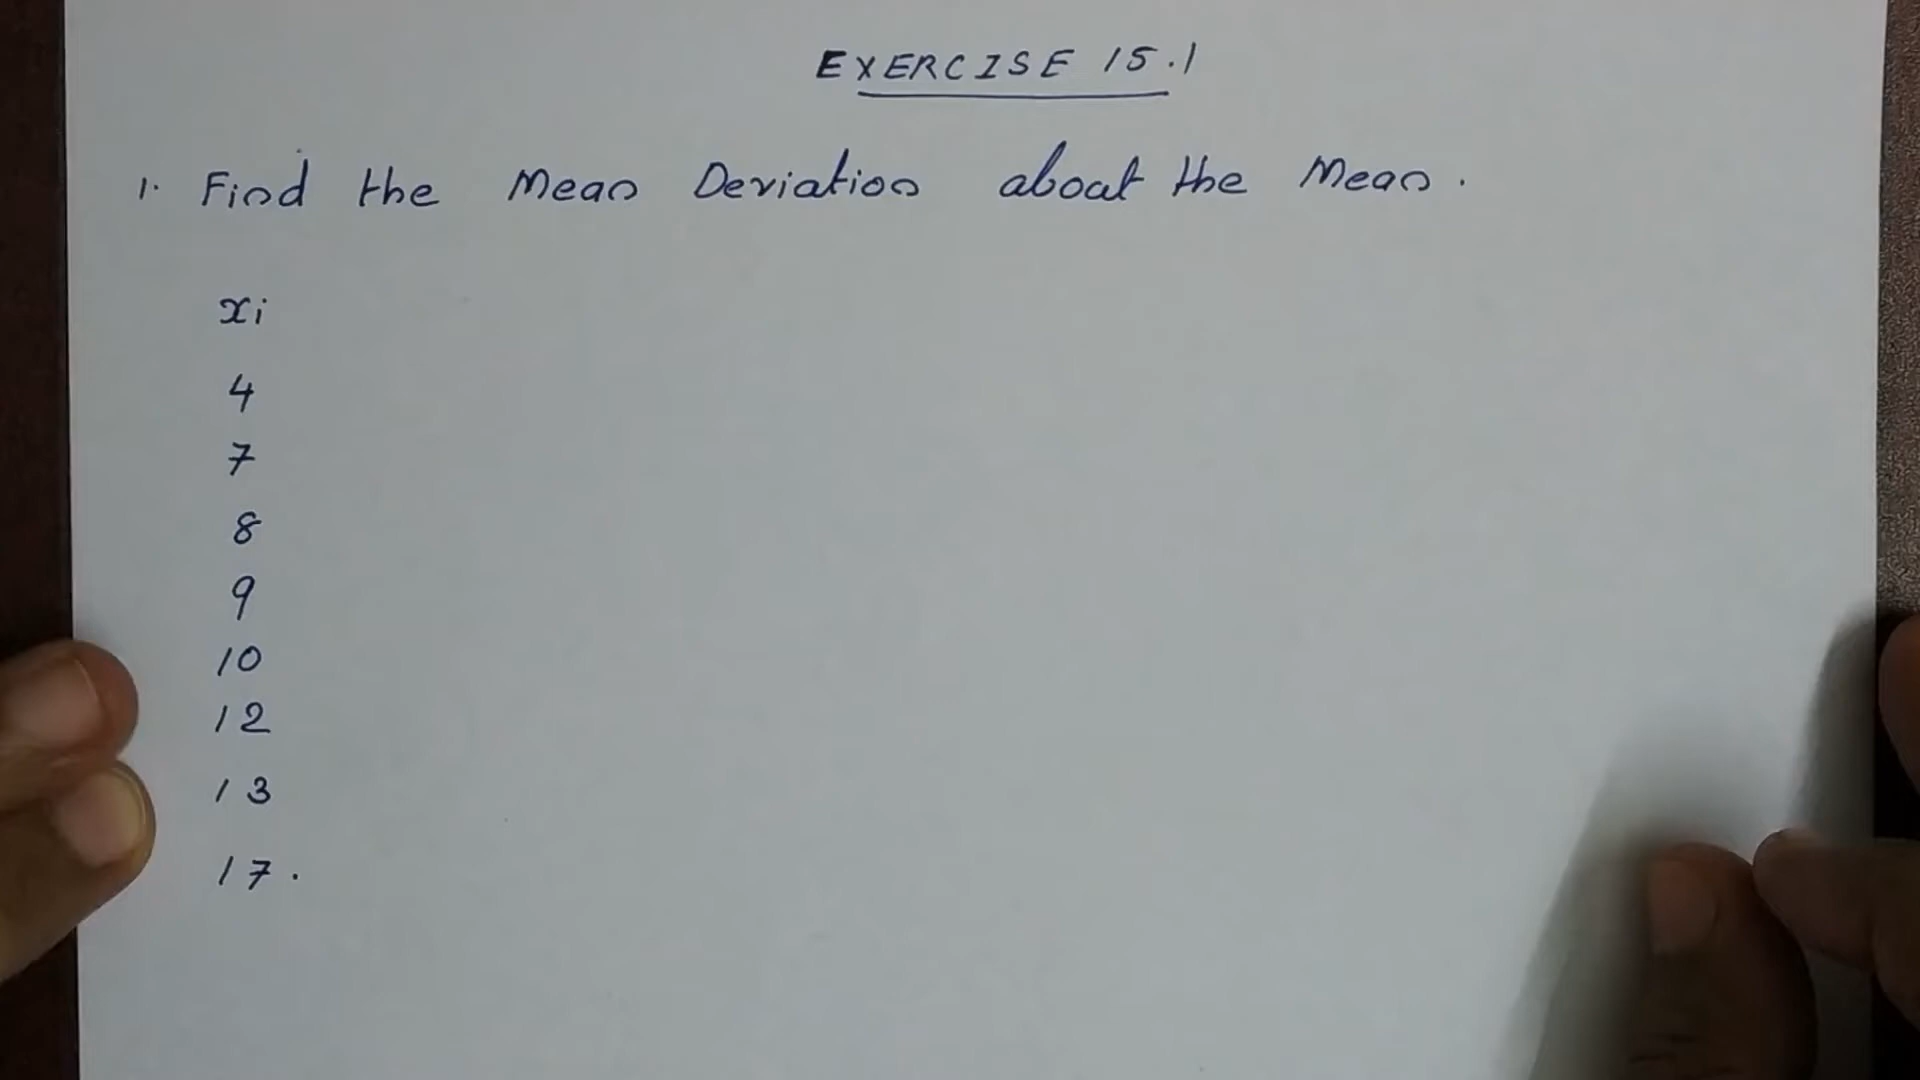 EXERCISE 15.1
1. Find the Mean Deviation about the Mean.
xi
4
7
8
9
10
12
13
17.